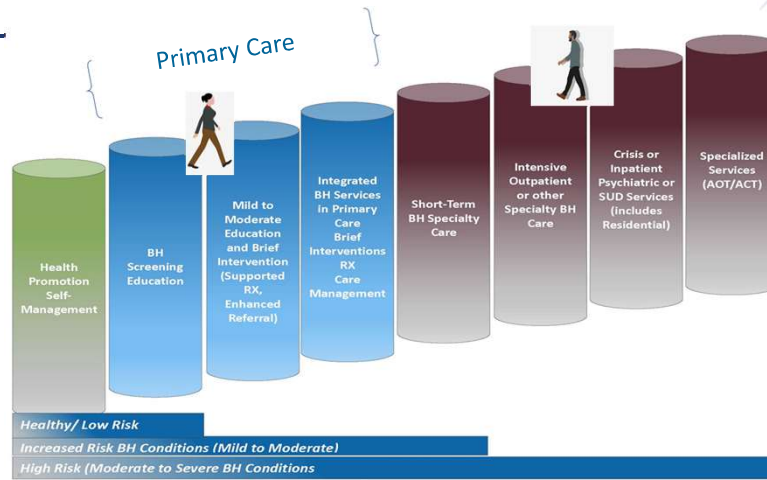 Primary Care
Health
Promotion
Self-
Management
BH
Screening
Education
Mild to
Moderate
Education
and Brief
Intervention
(Supported
RX,
Enhanced
Referral)
Integrated
BH Services
in Primary
Care
Brief
Interventions
RX
Care
Management
Short-Term
BH Specialty
Care
Intensive
Outpatient
or other
Specialty BH
Care
Crisis or
Inpatient
Psychiatric or
SUD Services
(includes
Residential)
Specialized
Services
(AOT/ACT)
Healthy/ Low Risk
Increased Risk BH Conditions (Mild to Moderate)
High Risk (Moderate to Severe BH Conditions